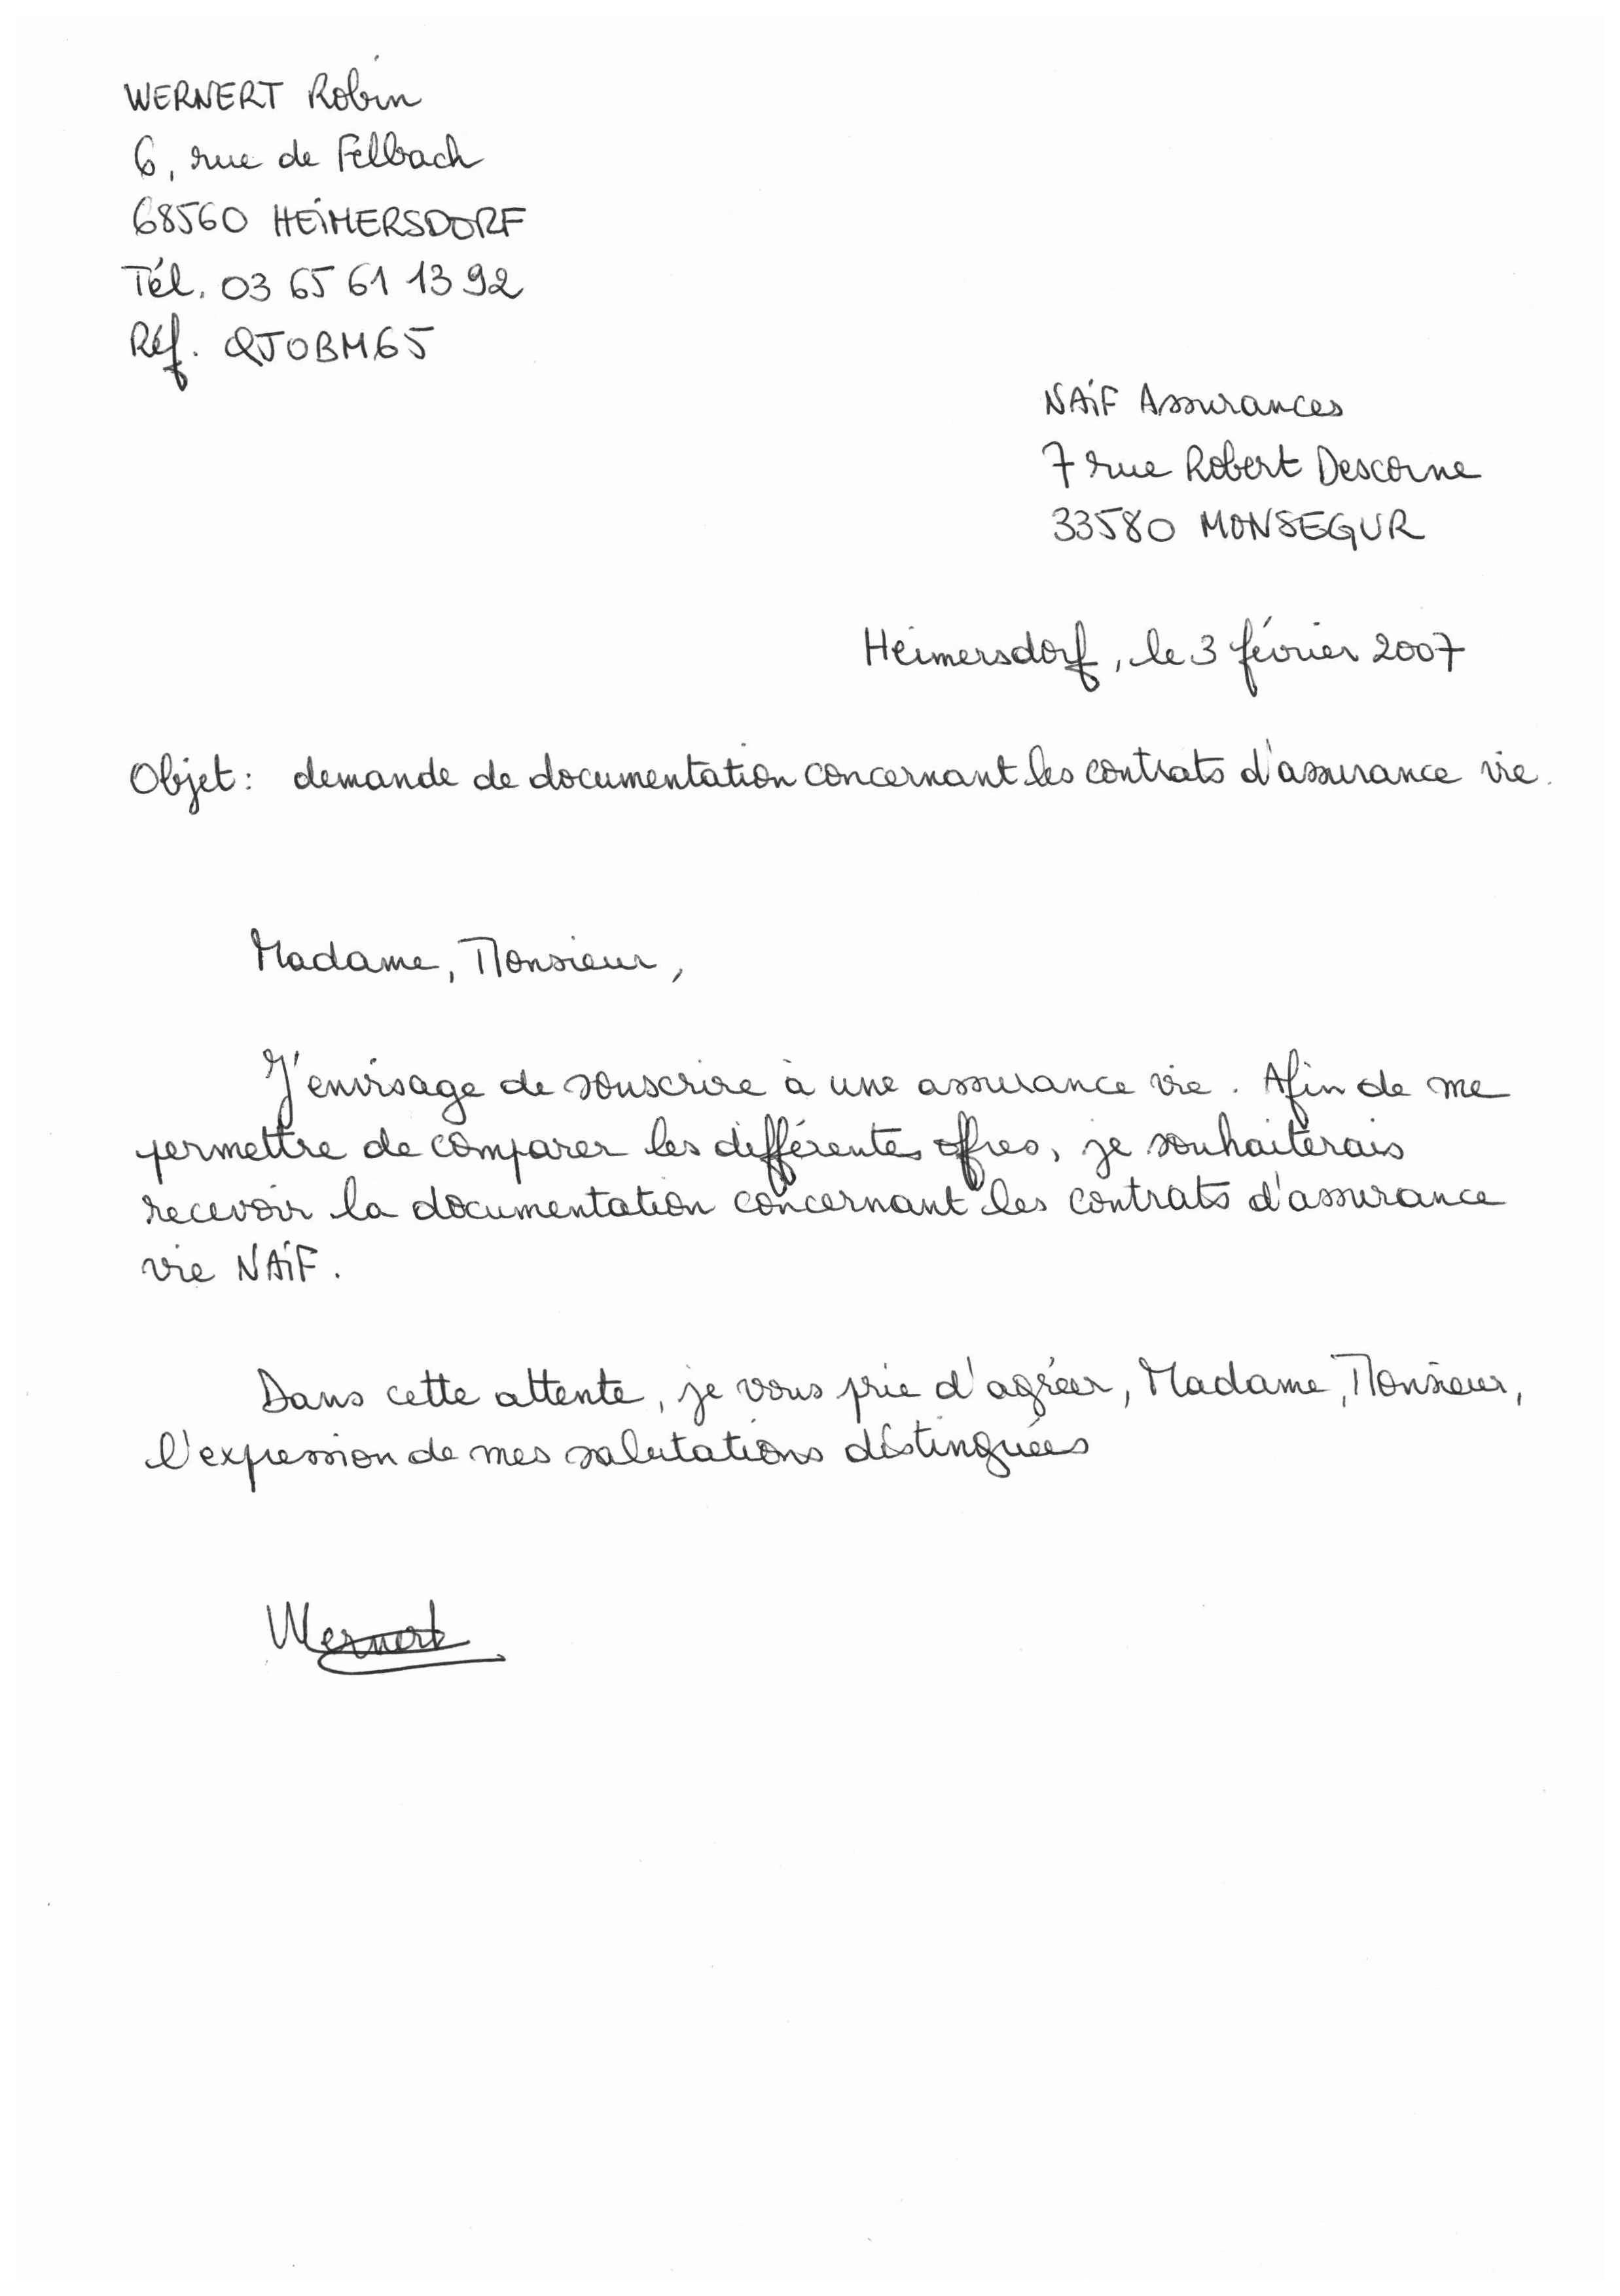 WERNERT Robin
6, rue de Felbach
68560 HEIMERSDORF
Tél. 03 65 61 13 92
Réf. QJOBM65
NAIF Assurances
7 rue Robert Descorne
33580 MONSEGUR
Heimersdorf, le 3 février 2007
Objet : demande de documentation concernant les contrats d'assurance vie.
Madame, Monsieur,
J'envisage de souscrire à une assurance vie. Afin de me
permettre de comparer les différentes offres, je souhaiterais
recevoir la documentation concernant les contrats d'assurance
vie NAIF.
Dans cette attente, je vous prie d'agréer, Madame, Monsieur,
l'expression de mes salutations distinguées
Wernert